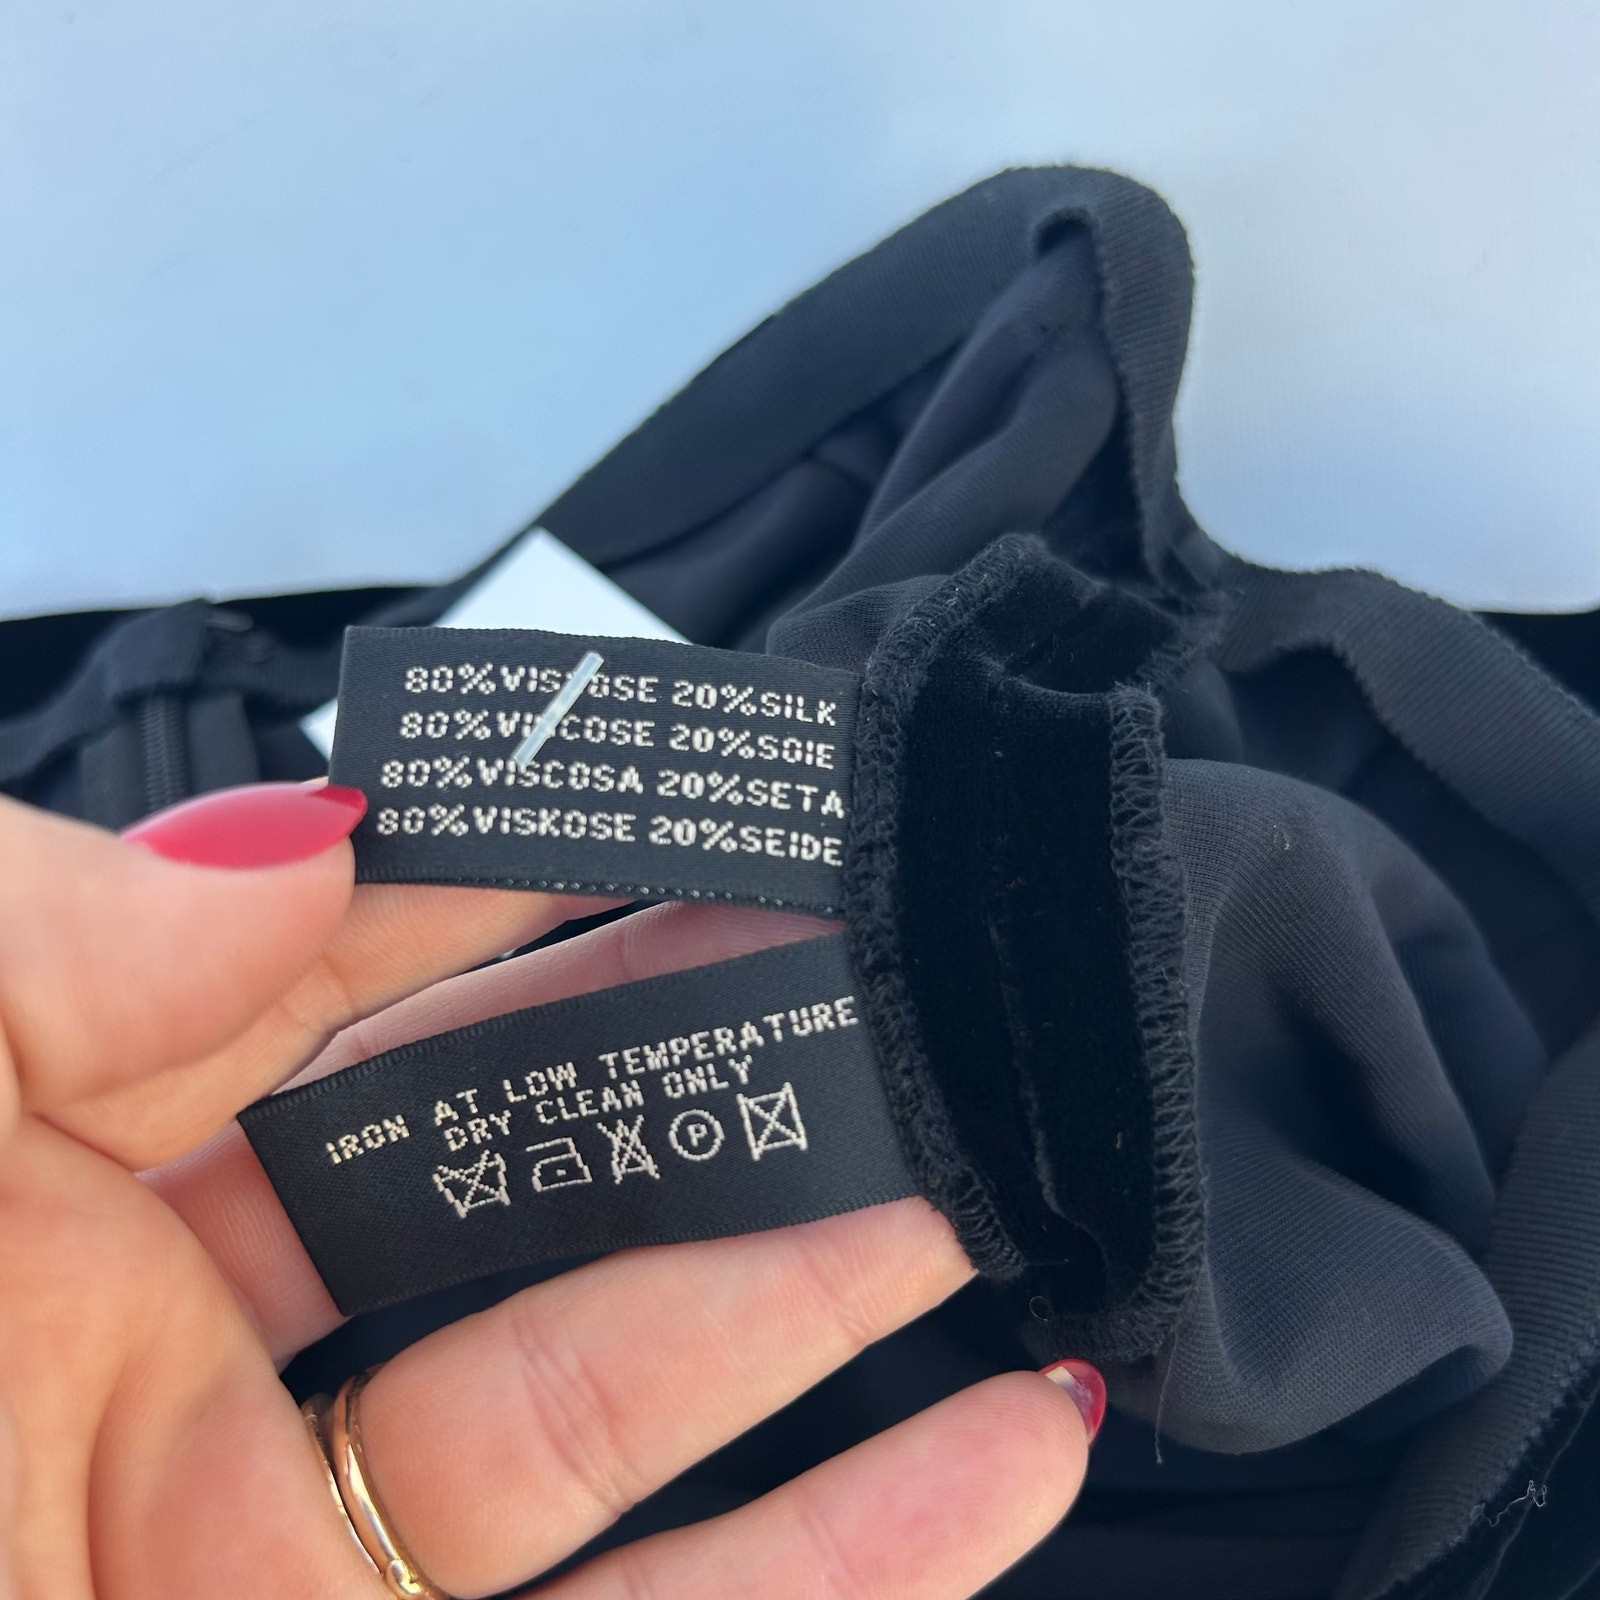 80%VISCOSE 20%SILK
80%VISCOSE 20%SOIE
80%VISCOSA 20%SETA
80%VISKOSE 20%SEIDE
IRON AT LOW TEMPERATURE
DRY CLEAN ONLY
P